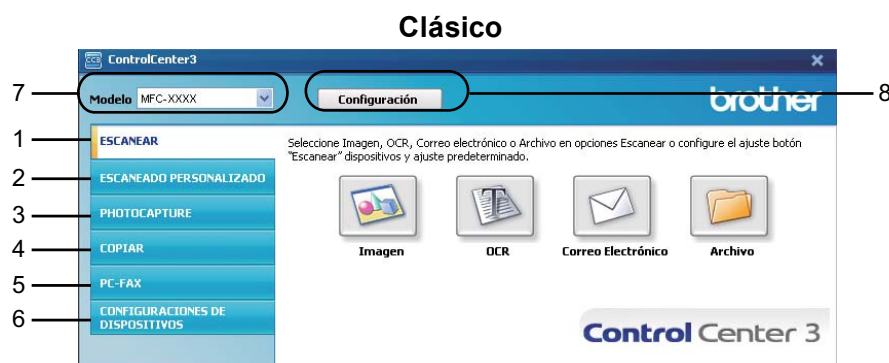 Clásico
CCB ControlCenter3
7 Modelo MFC-XXXX Configuración brother 8
1 ESCANEAR
Seleccione Imagen, OCR, Correo electrónico o Archivo en opciones Escanear o configure el ajuste botón
"Escanear" dispositivos y ajuste predeterminado.
2 ESCANEADO PERSONALIZADO
3 PHOTOCAPTURE
4 COPIAR
Imagen OCR Correo Electrónico Archivo
5 PC-FAX
6 CONFIGURACIONES DE
DISPOSITIVOS
Control Center 3